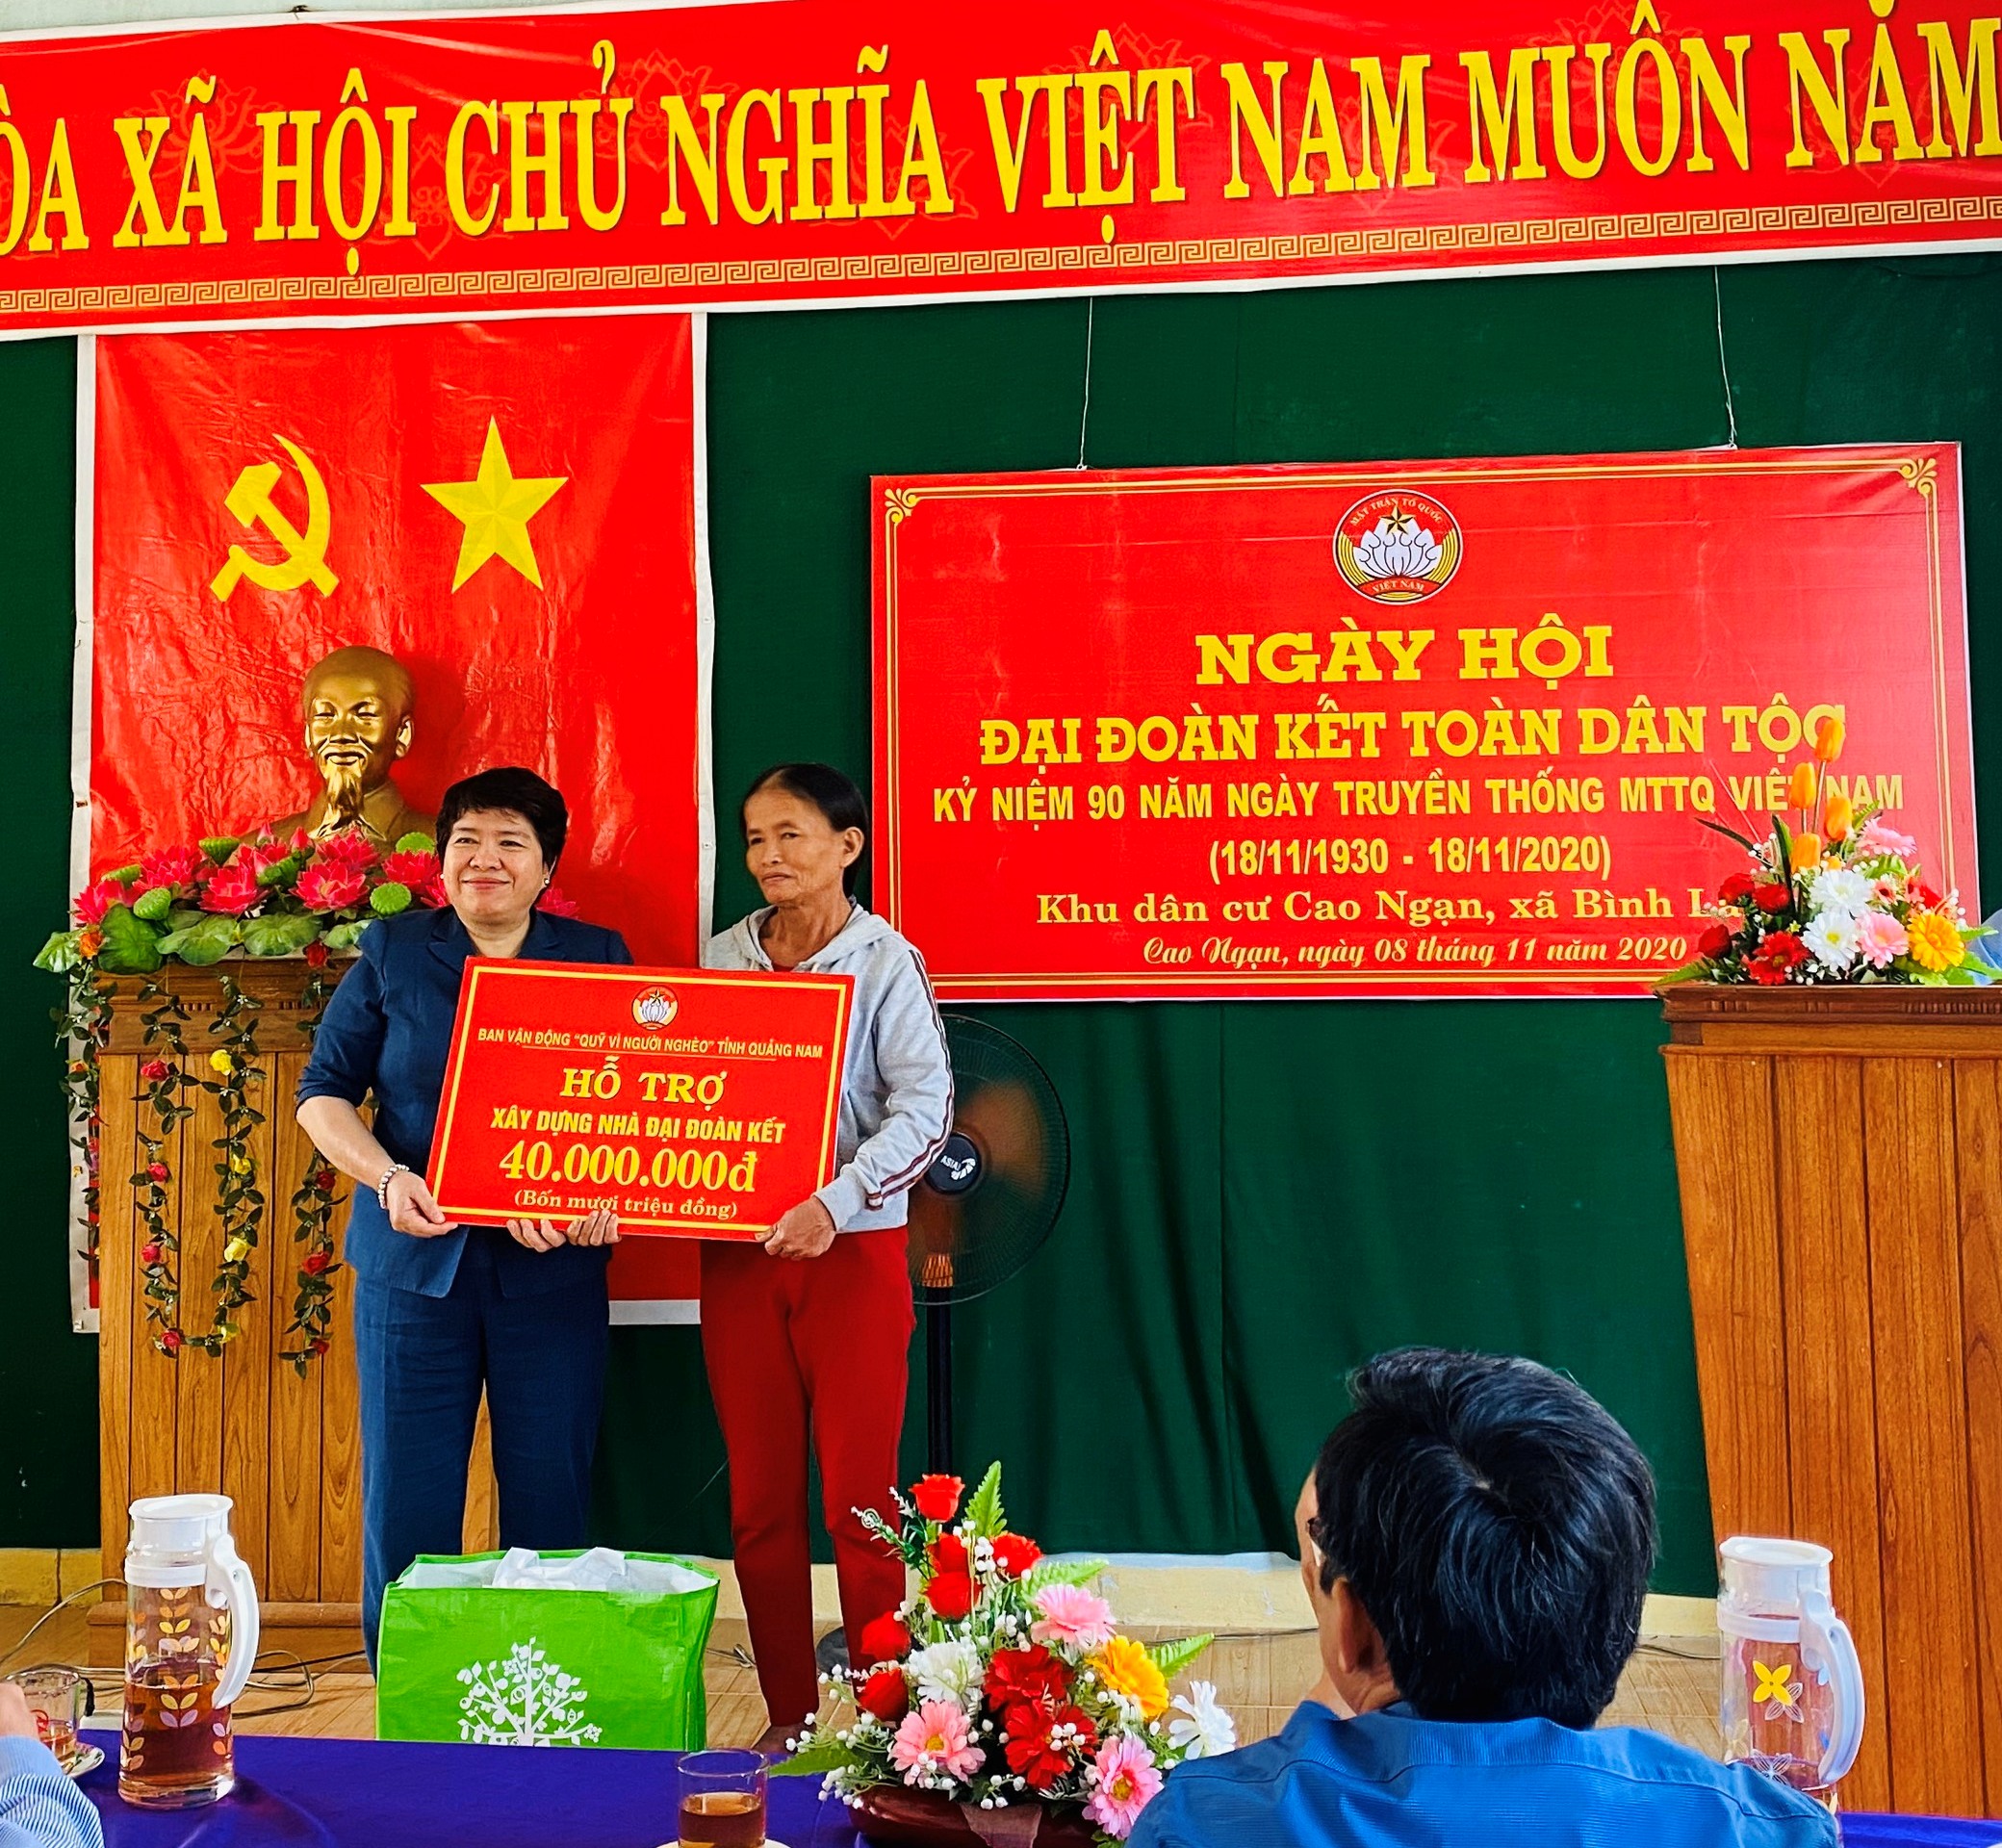 ÒA XÃ HỘI CHỦ NGHĨA VIỆT NAM MUÔN NĂM
MẶT TRẬN TỔ QUỐC
VIỆT NAM
NGÀY HỘI
ĐẠI ĐOÀN KẾT TOÀN DÂN TỘC
KỶ NIỆM 90 NĂM NGÀY TRUYỀN THỐNG MTTQ VIỆT NAM
(18/11/1930 - 18/11/2020)
Khu dân cư Cao Ngạn, xã Bình
Cao Ngạn, ngày 08 tháng 11 năm 2020
BAN VẬN ĐỘNG "QUỸ VÌ NGƯỜI NGHÈO" TỈNH QUẢNG NAM
HỖ TRỢ
XÂY DỰNG NHÀ ĐẠI ĐOÀN KẾT
40.000.000đ
(Bốn mươi triệu đồng)
ASIA